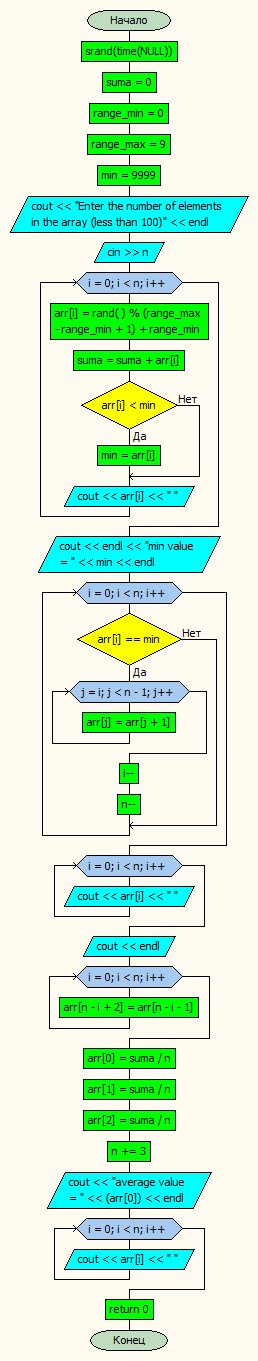 Начало
srand(time(NULL))
suma = 0
range_min = 0
range_max = 9
min = 9999
cout << "Enter the number of elements
in the array (less than 100)" << endl
cin >> n
i = 0; i < n; i++
arr[i] = rand( ) % (range_max
- range_min + 1) + range_min
suma = suma + arr[i]
arr[i] < min
Нет
Да
min = arr[i]
cout << arr[i] << " "
cout << endl << "min value
= " << min << endl
i = 0; i < n; i++
arr[i] == min
Нет
Да
j = i; j < n - 1; j++
arr[j] = arr[j + 1]
i--
n--
i = 0; i < n; i++
cout << arr[i] << " "
cout << endl
i = 0; i < n; i++
arr[n - i + 2] = arr[n - i - 1]
arr[0] = suma / n
arr[1] = suma / n
arr[2] = suma / n
n += 3
cout << "average value
= " << (arr[0]) << endl
i = 0; i < n; i++
cout << arr[i] << " "
return 0
Конец